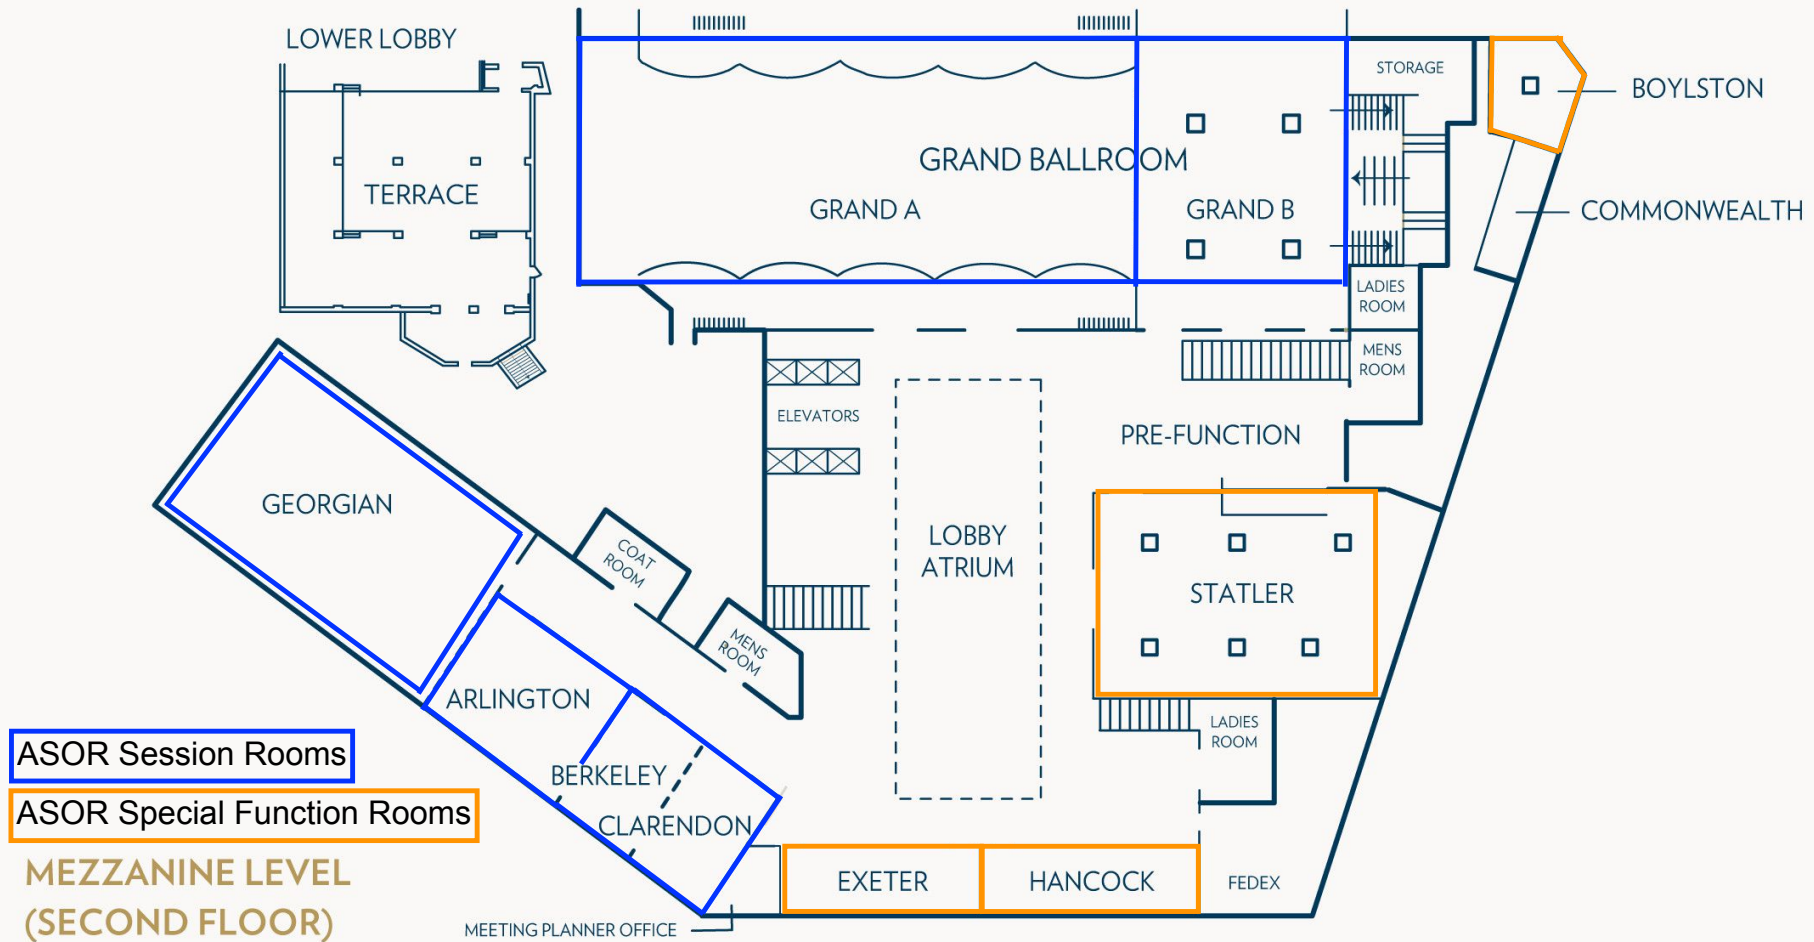 LOWER LOBBY
STORAGE
BOYLSTON
GRAND BALLROOM
TERRACE
GRAND A
GRAND B
COMMONWEALTH
LADIES
ROOM
MENS
ROOM
ELEVATORS
PRE-FUNCTION
GEORGIAN
COAT
ROOM
LOBBY
ATRIUM
STATLER
MENS
ROOM
ARLINGTON
LADIES
ROOM
ASOR Session Rooms
BERKELEY
ASOR Special Function Rooms
CLARENDON
MEZZANINE LEVEL
(SECOND FLOOR)
EXETER
HANCOCK
FEDEX
MEETING PLANNER OFFICE